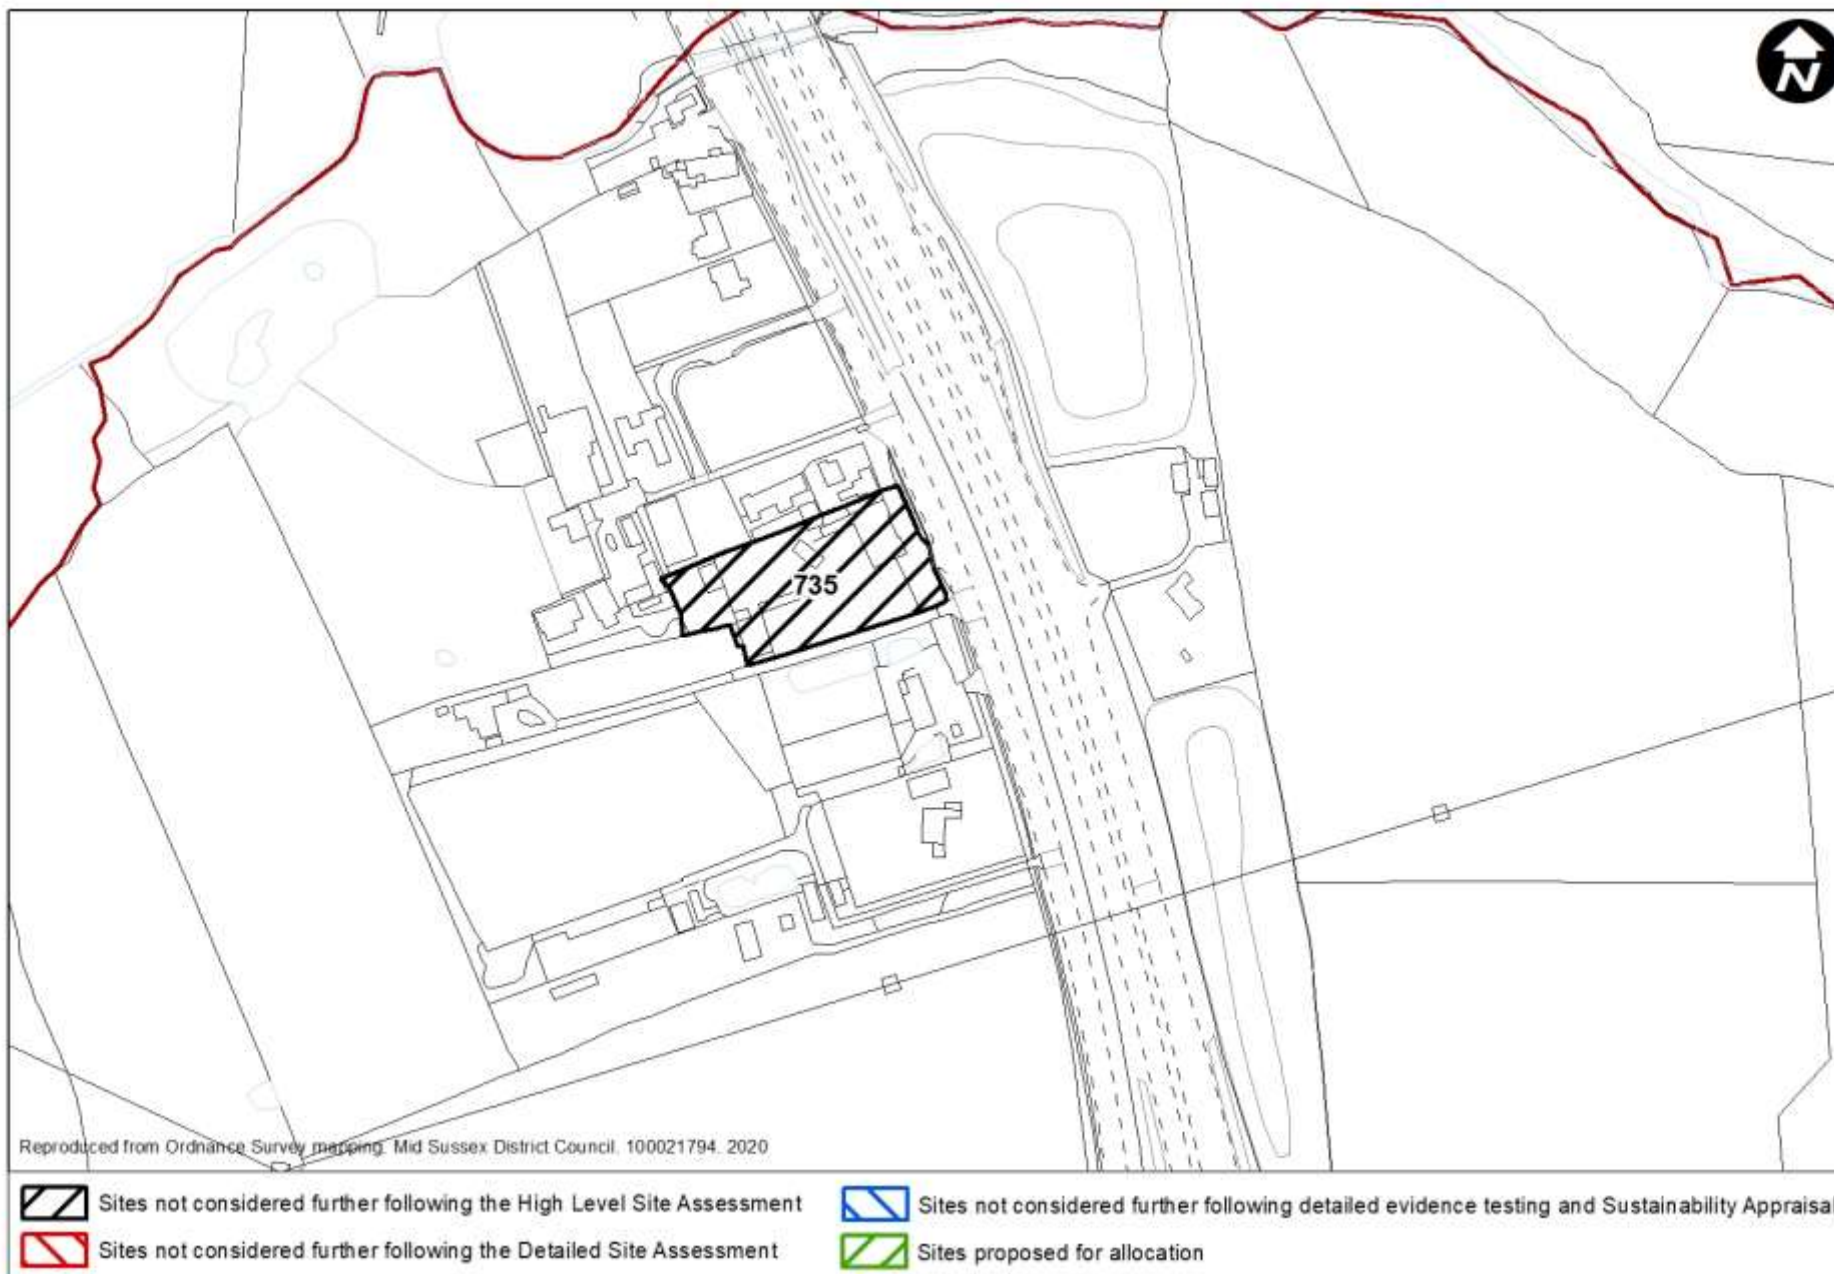 N
735
Reproduced from Ordnance Survey mapping. Mid Sussex District Council. 100021794. 2020
Sites not considered further following the High Level Site Assessment
Sites not considered further following detailed evidence testing and Sustainability Appraisal
Sites not considered further following the Detailed Site Assessment
Sites proposed for allocation